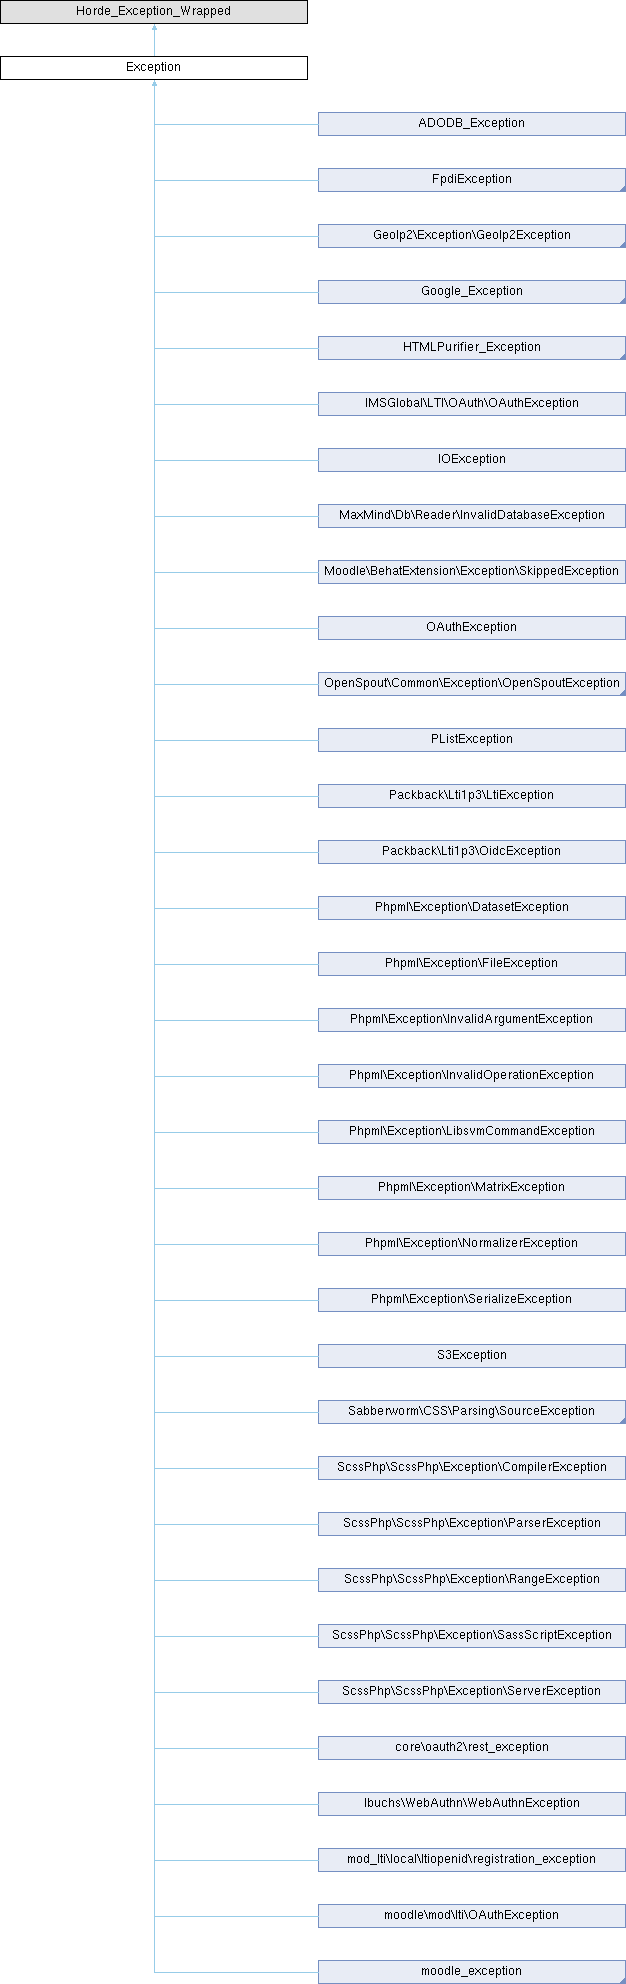 Horde_Exception_Wrapped
Exception
ADODB_Exception
FpdiException
GeoIp2\Exception\GeoIp2Exception
Google_Exception
HTMLPurifier_Exception
IMSGlobal\LTI\OAuth\OAuthException
IOException
MaxMind\Db\Reader\InvalidDatabaseException
Moodle\BehatExtension\Exception\SkippedException
OAuthException
OpenSpout\Common\Exception\OpenSpoutException
PListException
Packback\Lti1p3\LtiException
Packback\Lti1p3\OidcException
Phpml\Exception\DatasetException
Phpml\Exception\FileException
Phpml\Exception\InvalidArgumentException
Phpml\Exception\InvalidOperationException
Phpml\Exception\LibsvmCommandException
Phpml\Exception\MatrixException
Phpml\Exception\NormalizerException
Phpml\Exception\SerializeException
S3Exception
Sabberworm\CSS\Parsing\SourceException
ScssPhp\ScssPhp\Exception\CompilerException
ScssPhp\ScssPhp\Exception\ParserException
ScssPhp\ScssPhp\Exception\RangeException
ScssPhp\ScssPhp\Exception\SassScriptException
ScssPhp\ScssPhp\Exception\ServerException
core\oauth2\rest_exception
lbuchs\WebAuthn\WebAuthnException
mod_lti\local\ltiopenid\registration_exception
moodle\mod\lti\OAuthException
moodle_exception